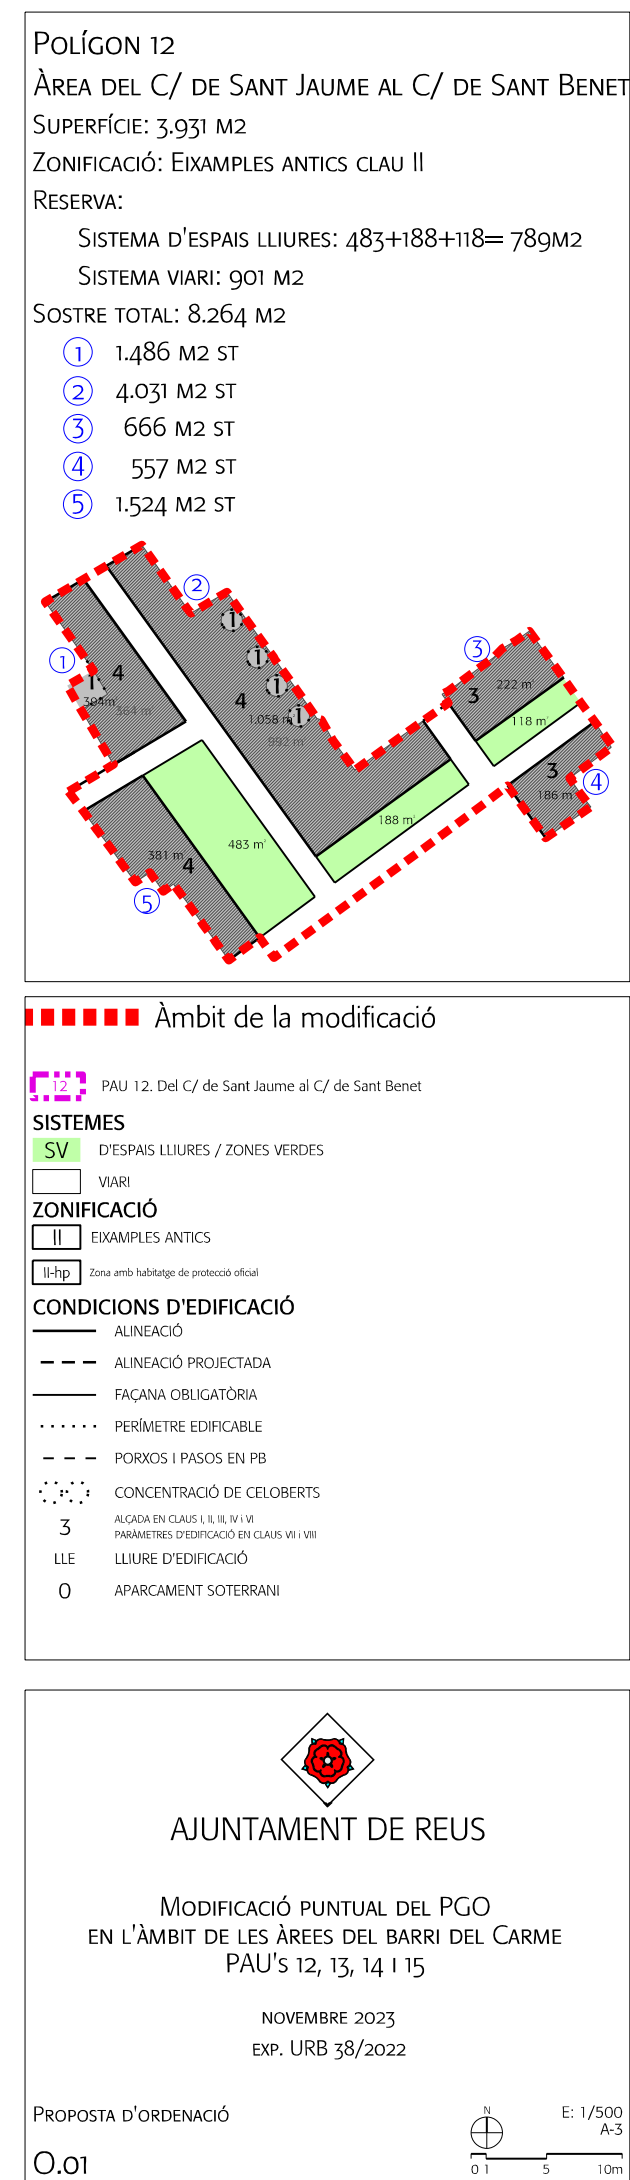 Polígon 12
Àrea del C/ de Sant Jaume al C/ de Sant Benet
Superfície: 3.931 m2
Zonificació: Eixamples antics clau II
Reserva:
Sistema d'espais lliures: 483+188+118= 789m2
Sistema viari: 901 m2
Sostre total: 8.264 m2
1 1.486 m2 st
2 4.031 m2 st
3 666 m2 st
4 557 m2 st
5 1.524 m2 st
2
1
1
3
1
4
1
1
222 m²
4
3
304m²
364 m²
1.058 m²
1
118 m²
992 m²
3
4
186 m²
188 m²
483 m²
381 m²
4
5
Àmbit de la modificació
12 PAU 12. Del C/ de Sant Jaume al C/ de Sant Benet
SISTEMES
SV D'ESPAIS LLIURES / ZONES VERDES
VIARI
ZONIFICACIÓ
II EIXAMPLES ANTICS
II-hp Zona amb habitatge de protecció oficial
CONDICIONS D'EDIFICACIÓ
ALINEACIÓ
ALINEACIÓ PROJECTADA
FAÇANA OBLIGATÒRIA
PERÍMETRE EDIFICABLE
PORXOS I PASOS EN PB
CONCENTRACIÓ DE CELOBERTS
3 ALÇADA EN CLAUS I, II, III, IV i VI
PARÀMETRES D'EDIFICACIÓ EN CLAUS VII i VIII
LLE LLIURE D'EDIFICACIÓ
0 APARCAMENT SOTERRANI
AJUNTAMENT DE REUS
Modificació puntual del PGO
en l'àmbit de les àrees del barri del Carme
PAU's 12, 13, 14 i 15
novembre 2023
exp. URB 38/2022
Proposta d'ordenació
N
E: 1/500
A-3
O.01
0 1 5 10m